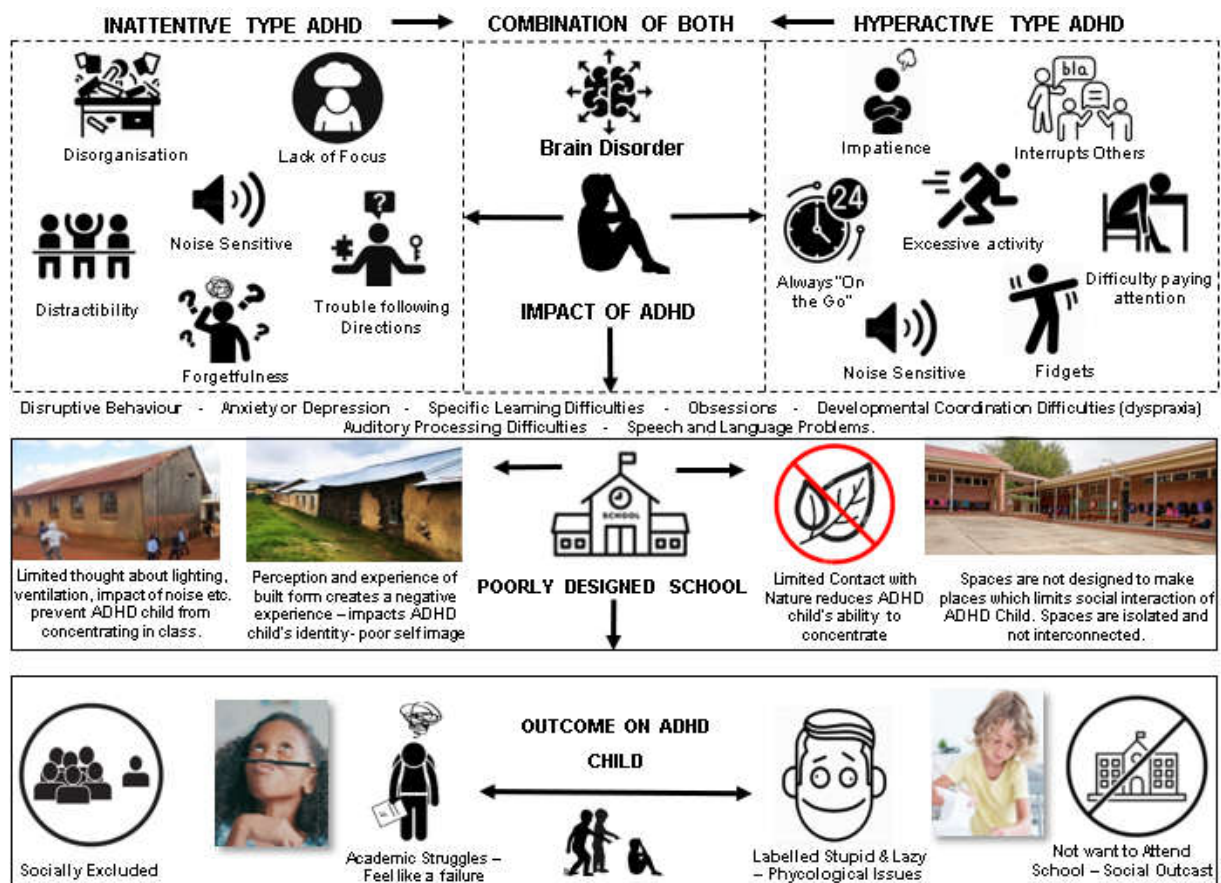 INATTENTIVE TYPE ADHD
COMBINATION OF BOTH
HYPERACTIVE TYPE ADHD
Disorganisation
Lack of Focus
Noise Sensitive
Distractibility
?
Trouble following
Directions
? ? ? ?
Forgetfulness
Brain Disorder
IMPACT OF ADHD
Impatience
bla
Interrupts Others
24
Always "On
the Go"
Excessive activity
Difficulty paying
attention
Noise Sensitive
Fidgets
Disruptive Behaviour - Anxiety or Depression - Specific Learning Difficulties - Obsessions - Developmental Coordination Difficulties (dyspraxia)
Auditory Processing Difficulties - Speech and Language Problems.
Limited thought about lighting,
ventilation, impact of noise etc.
prevent ADHD child from
concentrating in class.
Perception and experience of
built form creates a negative
experience – impacts ADHD
child's identity- poor self image
SCHOOL
POORLY DESIGNED SCHOOL
Limited Contact with
Nature reduces ADHD
child's ability to
concentrate
Spaces are not designed to make
places which limits social interaction of
ADHD Child. Spaces are isolated and
not interconnected.
OUTCOME ON ADHD
CHILD
Socially Excluded
Academic Struggles –
Feel like a failure
Labelled Stupid & Lazy
– Phycological Issues
Not want to Attend
School – Social Outcast